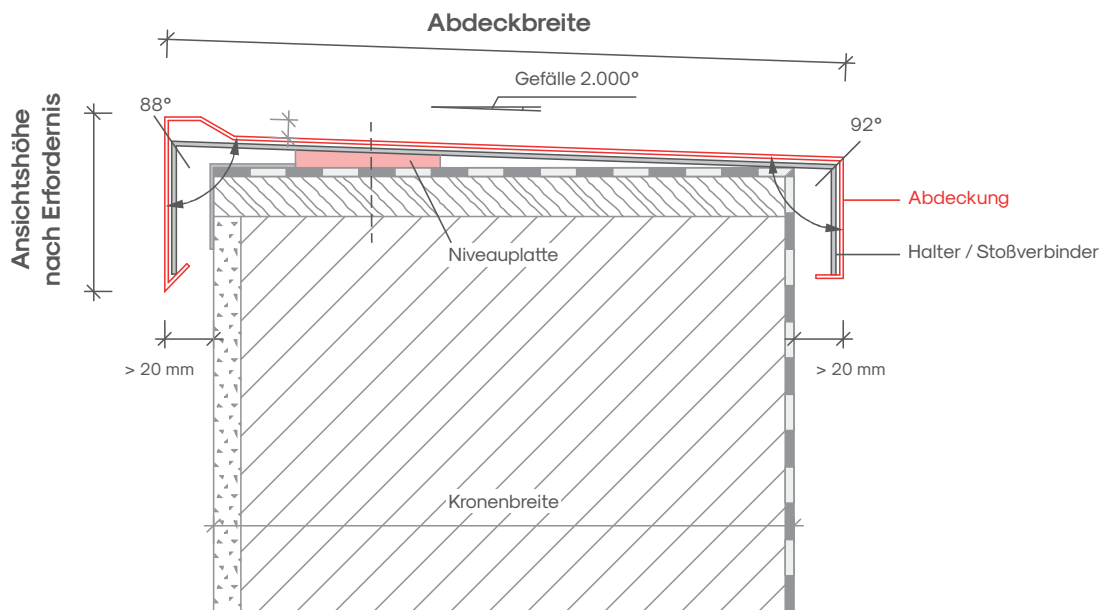 Abdeckbreite
Gefälle 2.000°
Ansichtshöhe
nach Erfordernis
88°
92°
Abdeckung
Niveauplatte
Halter / Stoßverbinder
> 20 mm
> 20 mm
Kronenbreite